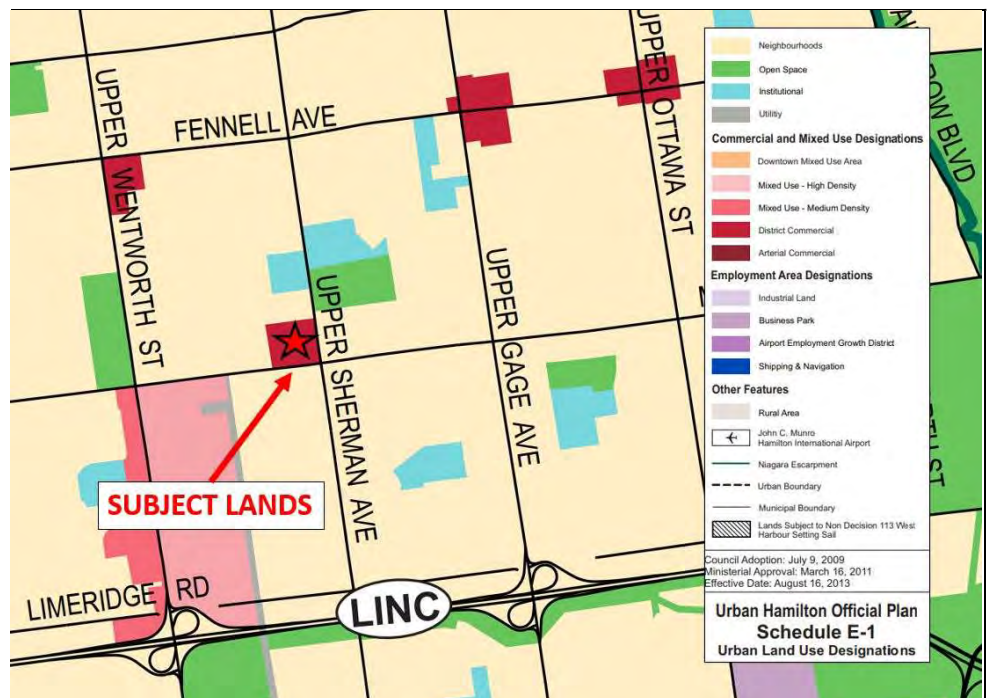 UPPER WENTWORTH ST
FENNELL AVE
UPPER OTTAWA ST
UPPER SHERMAN AVE
UPPER GAGE AVE
SUBJECT LANDS
LIMERIDGE RD
LINC
ROW BLVD
TH ST
Neighbourhoods
Open Space
Institutional
Utiltiy
Commercial and Mixed Use Designations
Downtown Mixed Use Area
Mixed Use - High Density
Mixed Use - Medium Density
District Commercial
Arterial Commercial
Employment Area Designations
Industrial Land
Business Park
Airport Employment Growth District
Shipping & Navigation
Other Features
Rural Area
John C. Munro
Hamilton International Airport
Niagara Escarpment
Urban Boundary
Municipal Boundary
Lands Subject to Non Decision 113 West
Harbour Setting Sail
Council Adoption: July 9, 2009
Ministerial Approval: March 16, 2011
Effective Date: August 16, 2013
Urban Hamilton Official Plan
Schedule E-1
Urban Land Use Designations